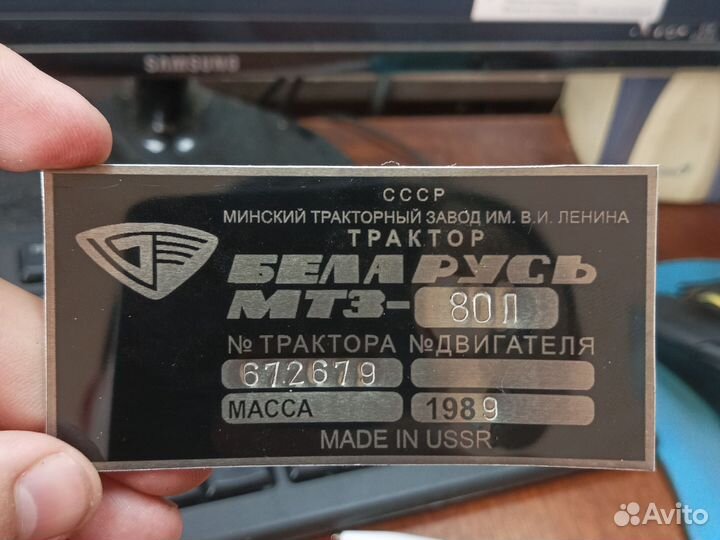 SAMSUNG
СССР
МИНСКИЙ ТРАКТОРНЫЙ ЗАВОД ИМ. В.И. ЛЕНИНА
ТРАКТОР
БЕЛАРУСЬ
МТЗ-80Л
№ ТРАКТОРА №ДВИГАТЕЛЯ
672679
МАССА 1989
MADE IN USSR
Avito